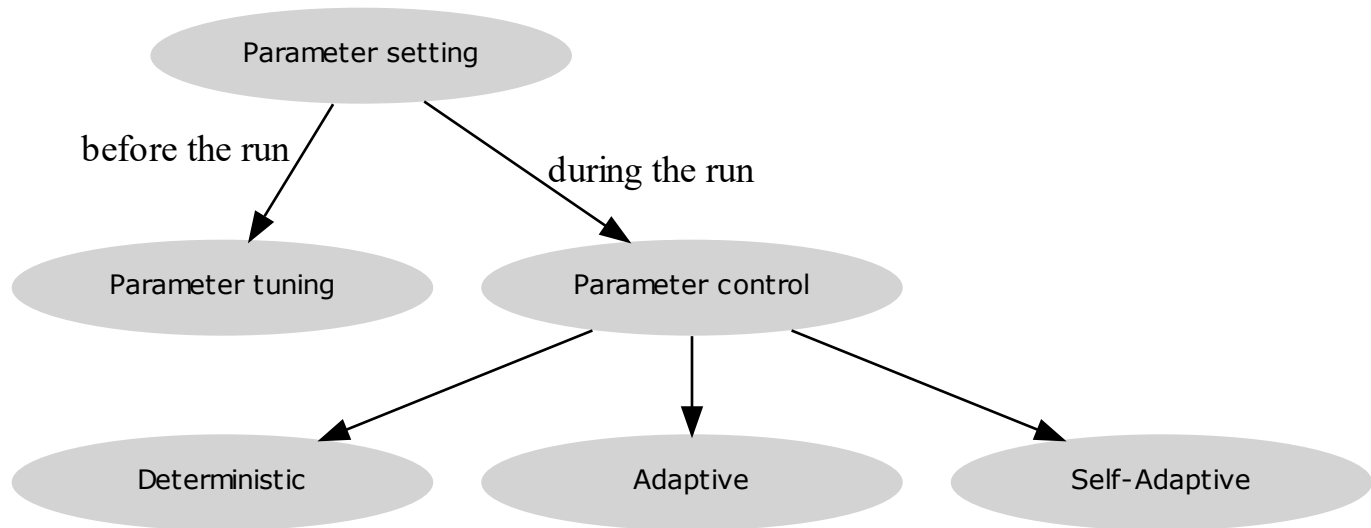 Parameter setting
before the run
during the run
Parameter tuning
Parameter control
Deterministic
Adaptive
Self-Adaptive